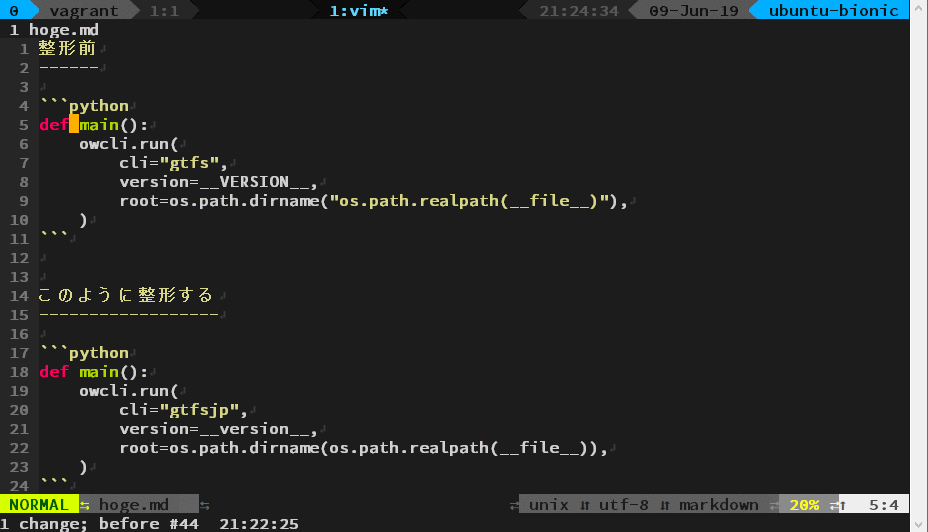 0 vagrant 1:1 1:vim* 21:24:34 09-Jun-19 ubuntu-bionic
1 hoge.md
1 整形前
2 ------
3
4 ```python
5 def main():
6     owcli.run(
7         cli="gtfs",
8         version=__VERSION__,
9         root=os.path.dirname("os.path.realpath(__file__)"),
10     )
11 ```
12
13
14 このように整形する
15 ------------------
16
17 ```python
18 def main():
19     owcli.run(
20         cli="gtfsjp",
21         version=__version__,
22         root=os.path.dirname(os.path.realpath(__file__)),
23     )
24 ```
NORMAL hoge.md unix utf-8 markdown 20% 5:4
1 change; before #44  21:22:25